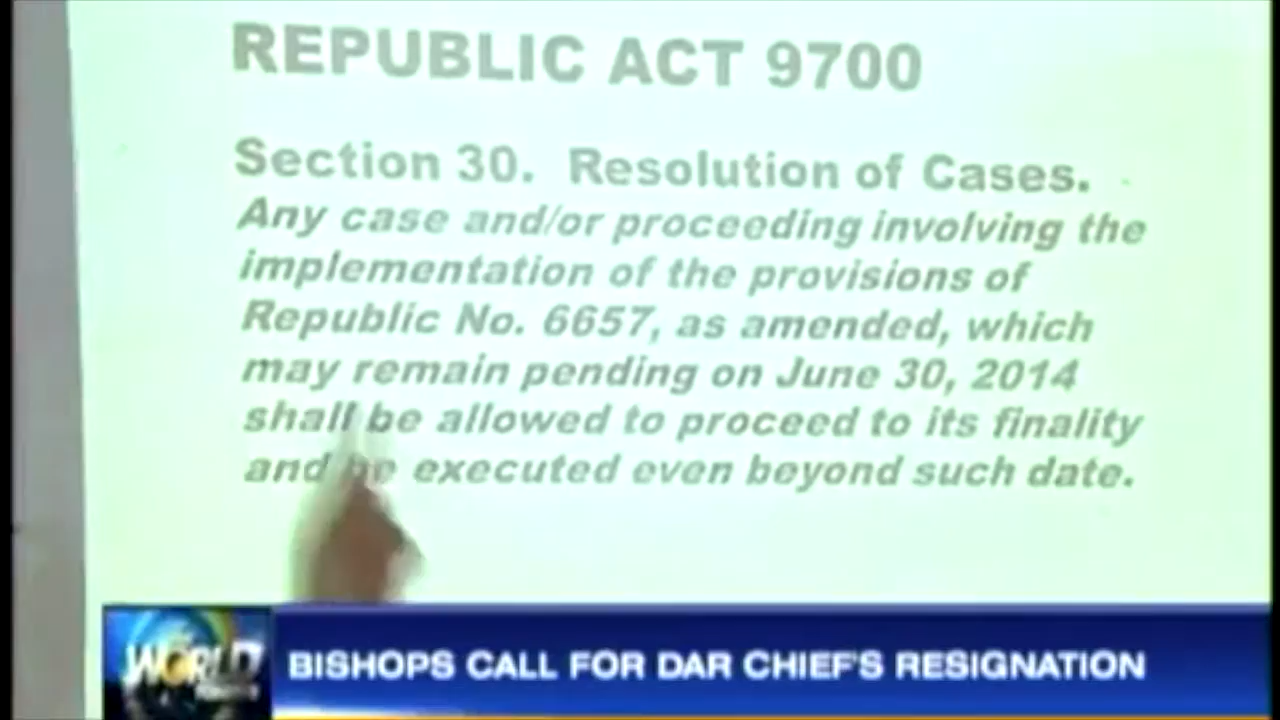 REPUBLIC ACT 9700
Section 30. Resolution of Cases.
Any case and/or proceeding involving the
implementation of the provisions of
Republic No. 6657, as amended, which
may remain pending on June 30, 2014
shall be allowed to proceed to its finality
and be executed even beyond such date.
THE
WORLD
TONIGHT
BISHOPS CALL FOR DAR CHIEF'S RESIGNATION